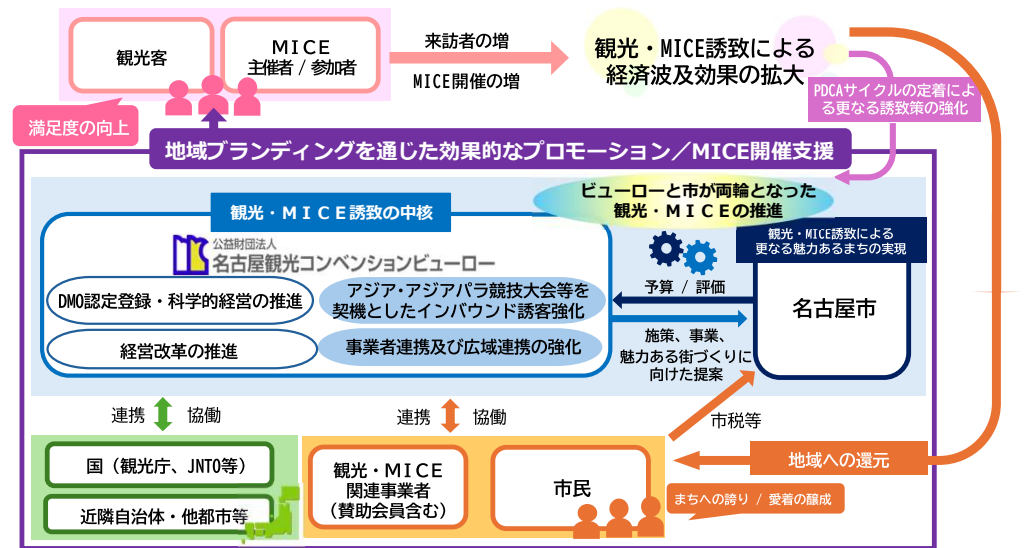 観光客
ＭＩＣＥ
主催者 / 参加者
来訪者の増
MICE開催の増
観光・MICE誘致による
経済波及効果の拡大
PDCAサイクルの定着によ
る更なる誘致策の強化
満足度の向上
地域ブランディングを通じた効果的なプロモーション／MICE開催支援
ビューローと市が両輪となった
観光・ＭＩＣＥの推進
観光・ＭＩＣＥ誘致の中核
公益財団法人
名古屋観光コンベンションビューロー
DMO認定登録・科学的経営の推進
アジア・アジアパラ競技大会等を
契機としたインバウンド誘客強化
経営改革の推進
事業者連携及び広域連携の強化
予算 / 評価
施策、事業、
魅力ある街づくりに
向けた提案
観光・MICE誘致による
更なる魅力あるまちの実現
名古屋市
連携
協働
連携
協働
市税等
国（観光庁、JNTO等）
近隣自治体・他都市等
観光・ＭＩＣＥ
関連事業者
（賛助会員含む）
市民
地域への還元
まちへの誇り / 愛着の醸成